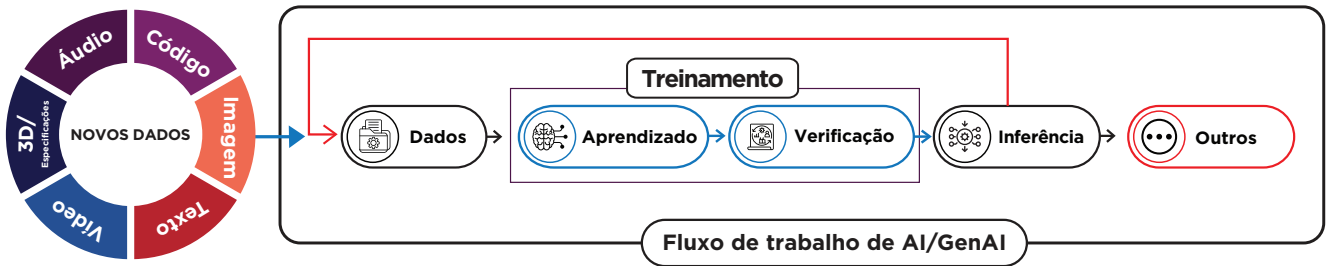 Áudio
Código
Imagem
Texto
Vídeo
3D/
Especificações
NOVOS DADOS
Treinamento
Dados
Aprendizado
Verificação
Inferência
Outros
Fluxo de trabalho de AI/GenAI